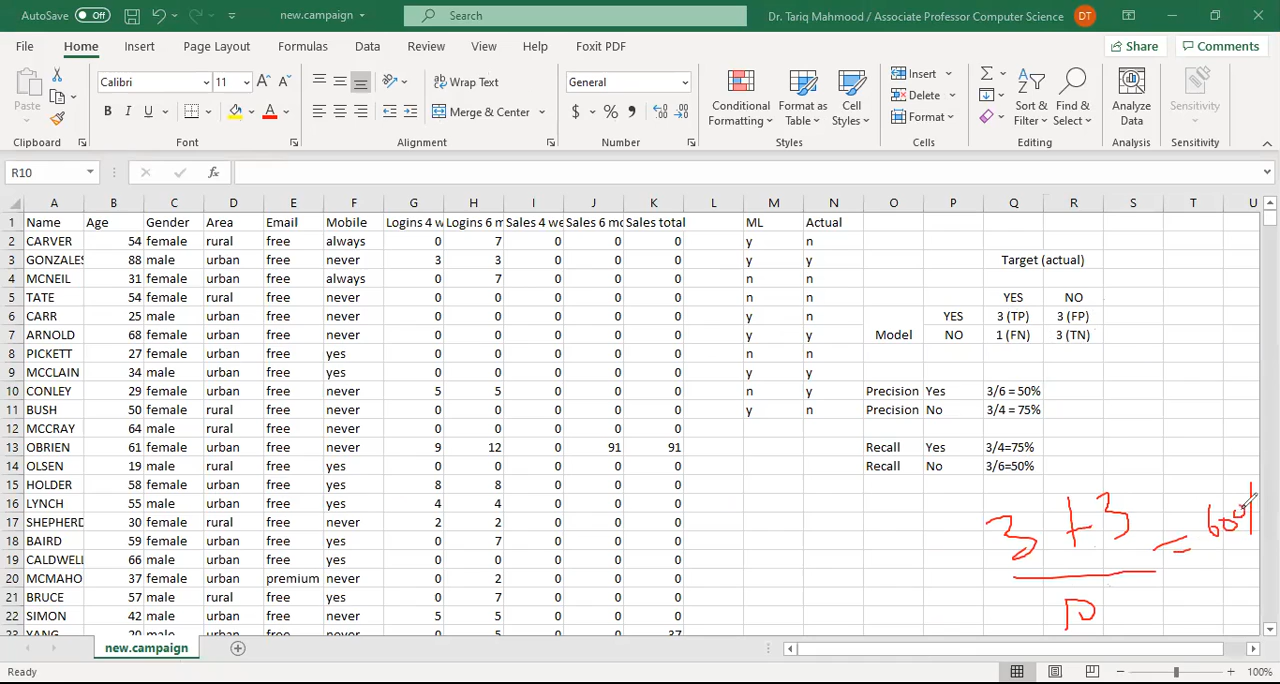 AutoSave Off new.campaign Search Dr. Tariq Mahmood / Associate Professor Computer Science DT
File Home Insert Page Layout Formulas Data Review View Help Foxit PDF Share Comments
Paste Calibri 11 Wrap Text Merge & Center General Conditional Formatting Format as Table Cell Styles Insert Delete Format Sort & Filter Find & Select Analyze Data Sensitivity
Clipboard Font Alignment Number Styles Cells Editing Analysis Sensitivity
R10 fx
A B C D E F G H I J K L M N O P Q R S T U
1 Name Age Gender Area Email Mobile Logins 4 w Logins 6 m Sales 4 we Sales 6 mo Sales total ML Actual
2 CARVER 54 female rural free always 0 7 0 0 0 y n
3 GONZALES 88 male urban free never 3 3 0 0 0 y y Target (actual)
4 MCNEIL 31 female urban free always 0 7 0 0 0 n n
5 TATE 54 female rural free never 0 0 0 0 0 n n YES NO
6 CARR 25 male urban free never 0 0 0 0 0 y n YES 3 (TP) 3 (FP)
7 ARNOLD 68 female urban free never 0 0 0 0 0 y y Model NO 1 (FN) 3 (TN)
8 PICKETT 27 female rural free yes 0 0 0 0 0 n n
9 MCCLAIN 34 male urban free yes 0 0 0 0 0 y y
10 CONLEY 29 female urban free never 5 5 0 0 0 n y Precision Yes 3/6 = 50%
11 BUSH 50 female rural free never 0 0 0 0 0 y n Precision No 3/4 = 75%
12 MCCRAY 64 male rural free never 0 0 0 0 0
13 OBRIEN 61 female urban free never 9 12 0 91 91 Recall Yes 3/4=75%
14 OLSEN 19 male rural free yes 0 0 0 0 0 Recall No 3/6=50%
15 HOLDER 58 female urban free yes 8 8 0 0 0
16 LYNCH 55 male urban free yes 4 4 0 0 0
17 SHEPHERD 30 female rural free never 2 2 0 0 0
18 BAIRD 59 female urban free yes 0 7 0 0 0
19 CALDWELL 66 male urban free never 0 0 0 0 0
20 MCMAHO 37 female urban premium never 0 2 0 0 0
21 BRUCE 57 male rural free never 0 7 0 0 0
22 SIMON 42 male urban free never 5 5 0 0 0
23 YANG 20 male urban free never 0 5 0 0 37
3 + 3 = 60%
10
new.campaign
Ready 100%